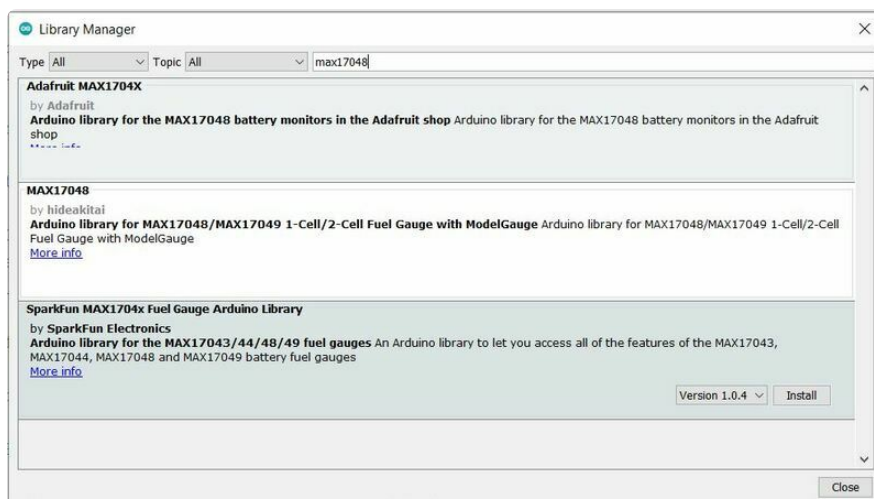 Library Manager
Type All Topic All max17048
Adafruit MAX1704X
by Adafruit
Arduino library for the MAX17048 battery monitors in the Adafruit shop Arduino library for the MAX17048 battery monitors in the Adafruit
shop
More info
MAX17048
by hideakitai
Arduino library for MAX17048/MAX17049 1-Cell/2-Cell Fuel Gauge with ModelGauge Arduino library for MAX17048/MAX17049 1-Cell/2-Cell
Fuel Gauge with ModelGauge
More info
SparkFun MAX1704x Fuel Gauge Arduino Library
by SparkFun Electronics
Arduino library for the MAX17043/44/48/49 fuel gauges An Arduino library to let you access all of the features of the MAX17043,
MAX17044, MAX17048 and MAX17049 battery fuel gauges
More info
Version 1.0.4 Install
Close